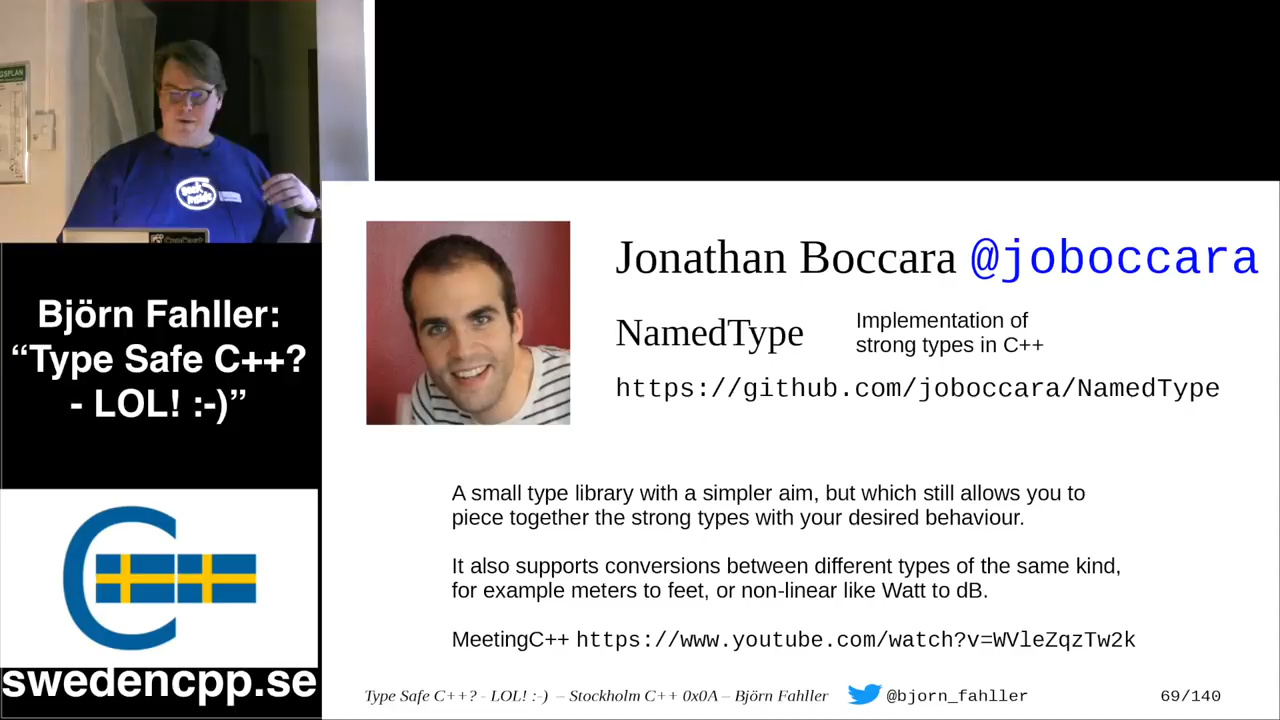 GSPLAN
Björn Fahller:
“Type Safe C++?
- LOL! :-)”
swedencpp.se
Jonathan Boccara @joboccara
NamedType
Implementation of
strong types in C++
https://github.com/joboccara/NamedType
A small type library with a simpler aim, but which still allows you to
piece together the strong types with your desired behaviour.
It also supports conversions between different types of the same kind,
for example meters to feet, or non-linear like Watt to dB.
MeetingC++ https://www.youtube.com/watch?v=WVleZqzTw2k
Type Safe C++? - LOL! :-) – Stockholm C++ 0x0A – Björn Fahller
@bjorn_fahller
69/140